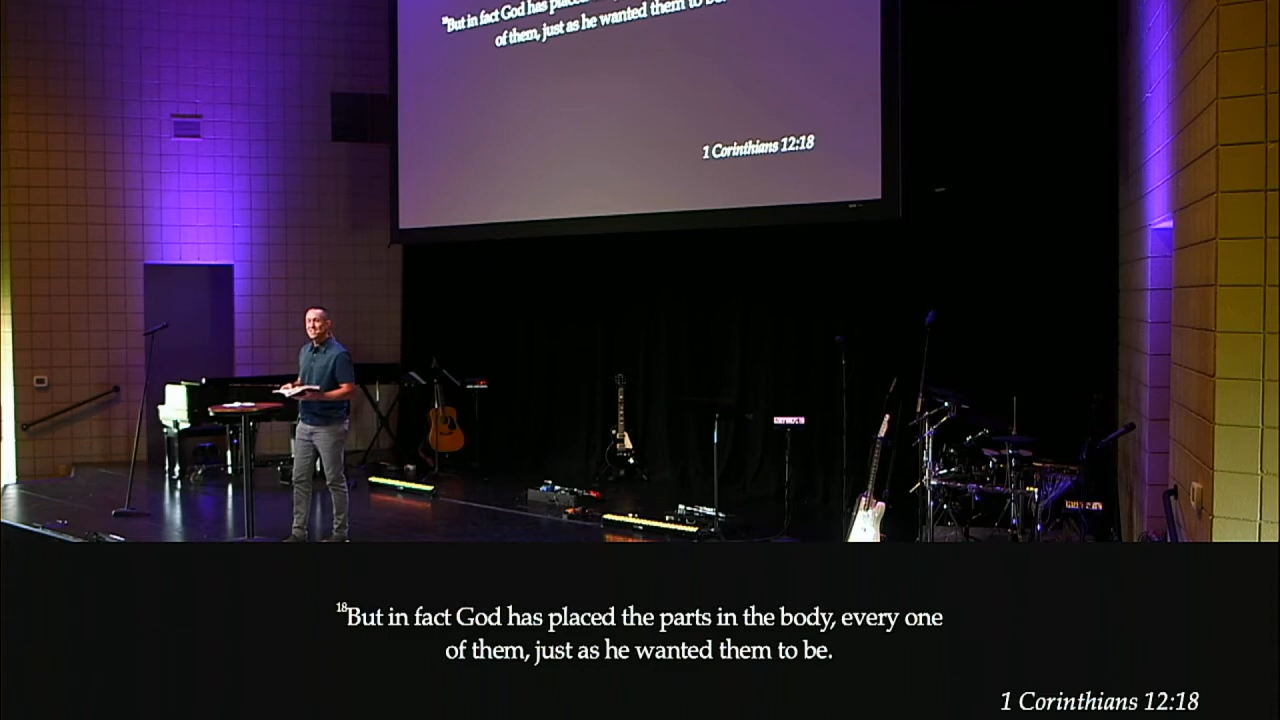 18But in fact God has placed
of them, just as he wanted them to be.
1 Corinthians 12:18
18But in fact God has placed the parts in the body, every one
of them, just as he wanted them to be.
1 Corinthians 12:18